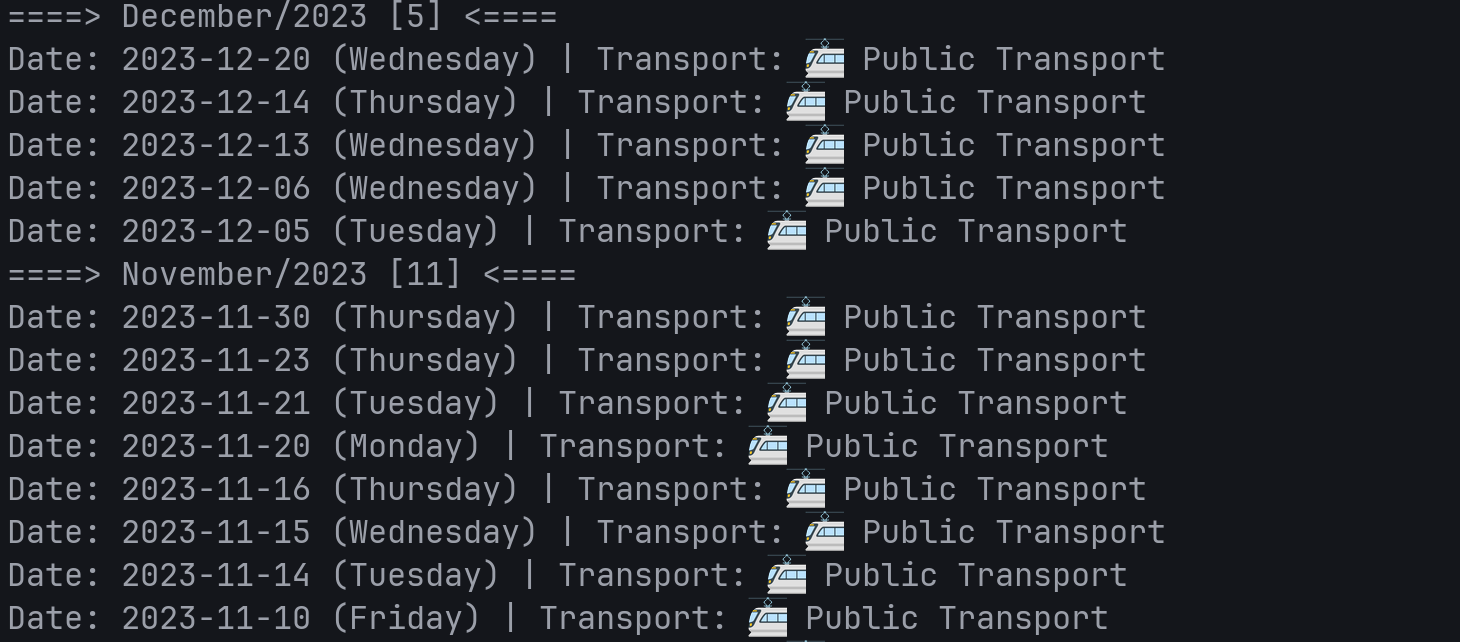 ====> December/2023 [5] <====
Date: 2023-12-20 (Wednesday) | Transport: 🚈 Public Transport
Date: 2023-12-14 (Thursday) | Transport: 🚈 Public Transport
Date: 2023-12-13 (Wednesday) | Transport: 🚈 Public Transport
Date: 2023-12-06 (Wednesday) | Transport: 🚈 Public Transport
Date: 2023-12-05 (Tuesday) | Transport: 🚈 Public Transport
====> November/2023 [11] <====
Date: 2023-11-30 (Thursday) | Transport: 🚈 Public Transport
Date: 2023-11-23 (Thursday) | Transport: 🚈 Public Transport
Date: 2023-11-21 (Tuesday) | Transport: 🚈 Public Transport
Date: 2023-11-20 (Monday) | Transport: 🚈 Public Transport
Date: 2023-11-16 (Thursday) | Transport: 🚈 Public Transport
Date: 2023-11-15 (Wednesday) | Transport: 🚈 Public Transport
Date: 2023-11-14 (Tuesday) | Transport: 🚈 Public Transport
Date: 2023-11-10 (Friday) | Transport: 🚈 Public Transport